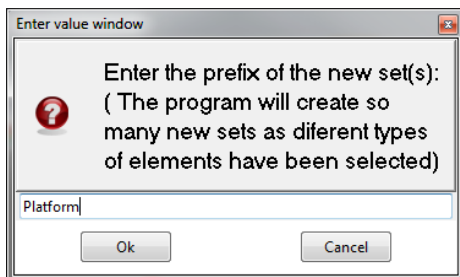 Enter value window
Enter the prefix of the new set(s):
( The program will create so
many new sets as diferent types
of elements have been selected)
Platform
Ok
Cancel